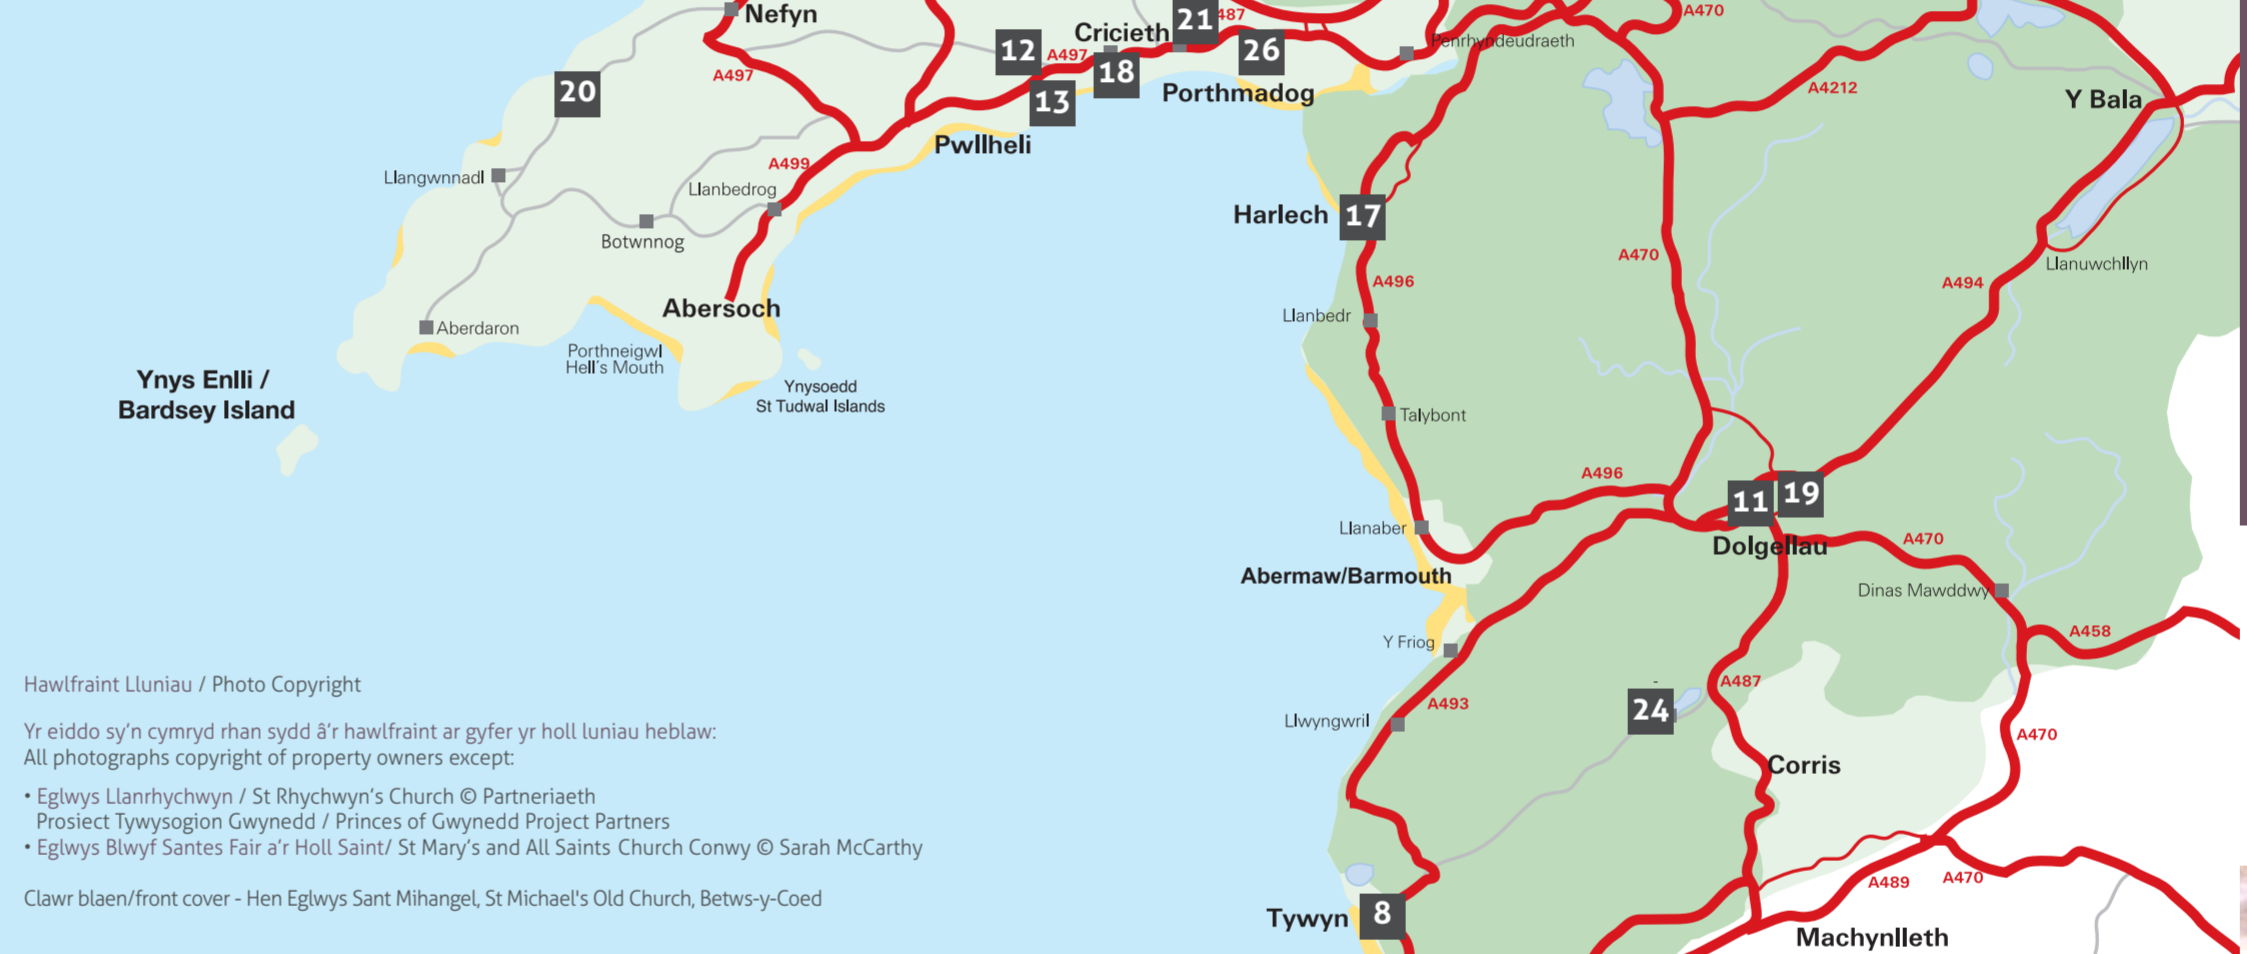 Nefyn
Cricieth
21
487
A470
12
A497
18
26
Penrhyndeudraeth
A497
20
13
Porthmadog
A4212
Y Bala
Pwllheli
A499
Llangwnnadl
Llanbedrog
Harlech
17
Botwnnog
A470
Llanuwchllyn
A496
A494
Abersoch
Llanbedr
Aberdaron
Porthneigwl
Hell's Mouth
Ynys Enlli /
Bardsey Island
Ynysoedd
St Tudwal Islands
Talybont
A496
11
19
Llanaber
Dolgellau
A470
Abermaw/Barmouth
Dinas Mawddwy
Y Friog
A458
A487
A493
24
Llwyngwril
A470
Corris
Hawlfraint Lluniau / Photo Copyright
Yr eiddo sy'n cymryd rhan sydd â'r hawlfraint ar gyfer yr holl luniau heblaw:
All photographs copyright of property owners except:
• Eglwys Llanrhychwyn / St Rhychwyn's Church © Partneriaeth
Prosiect Tywysogion Gwynedd / Princes of Gwynedd Project Partners
• Eglwys Blwyf Santes Fair a'r Holl Saint/ St Mary's and All Saints Church Conwy © Sarah McCarthy
Clawr blaen/front cover - Hen Eglwys Sant Mihangel, St Michael's Old Church, Betws-y-Coed
A489
A470
Tywyn
8
Machynlleth